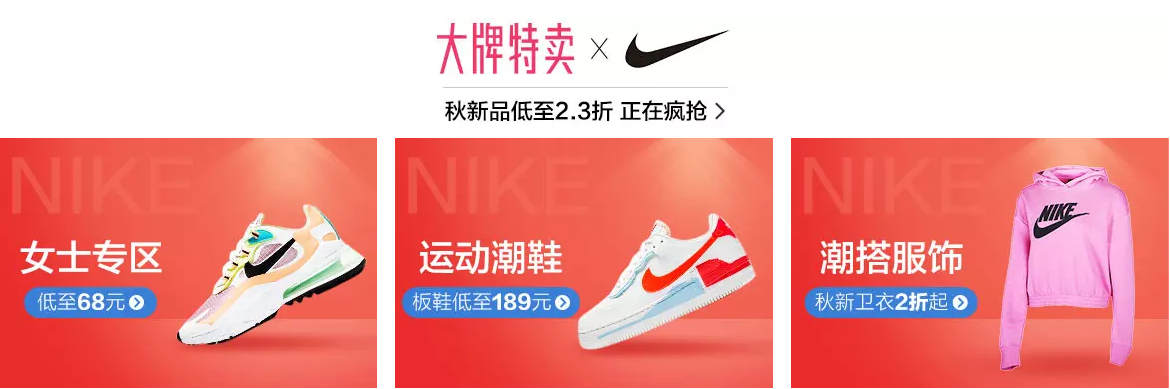 大牌特卖×
秋新品低至2.3折 正在疯抢
NIKE
女士专区
低至68元
NIKE
运动潮鞋
板鞋低至189元
NIKE
潮搭服饰
秋新卫衣2折起
NIKE